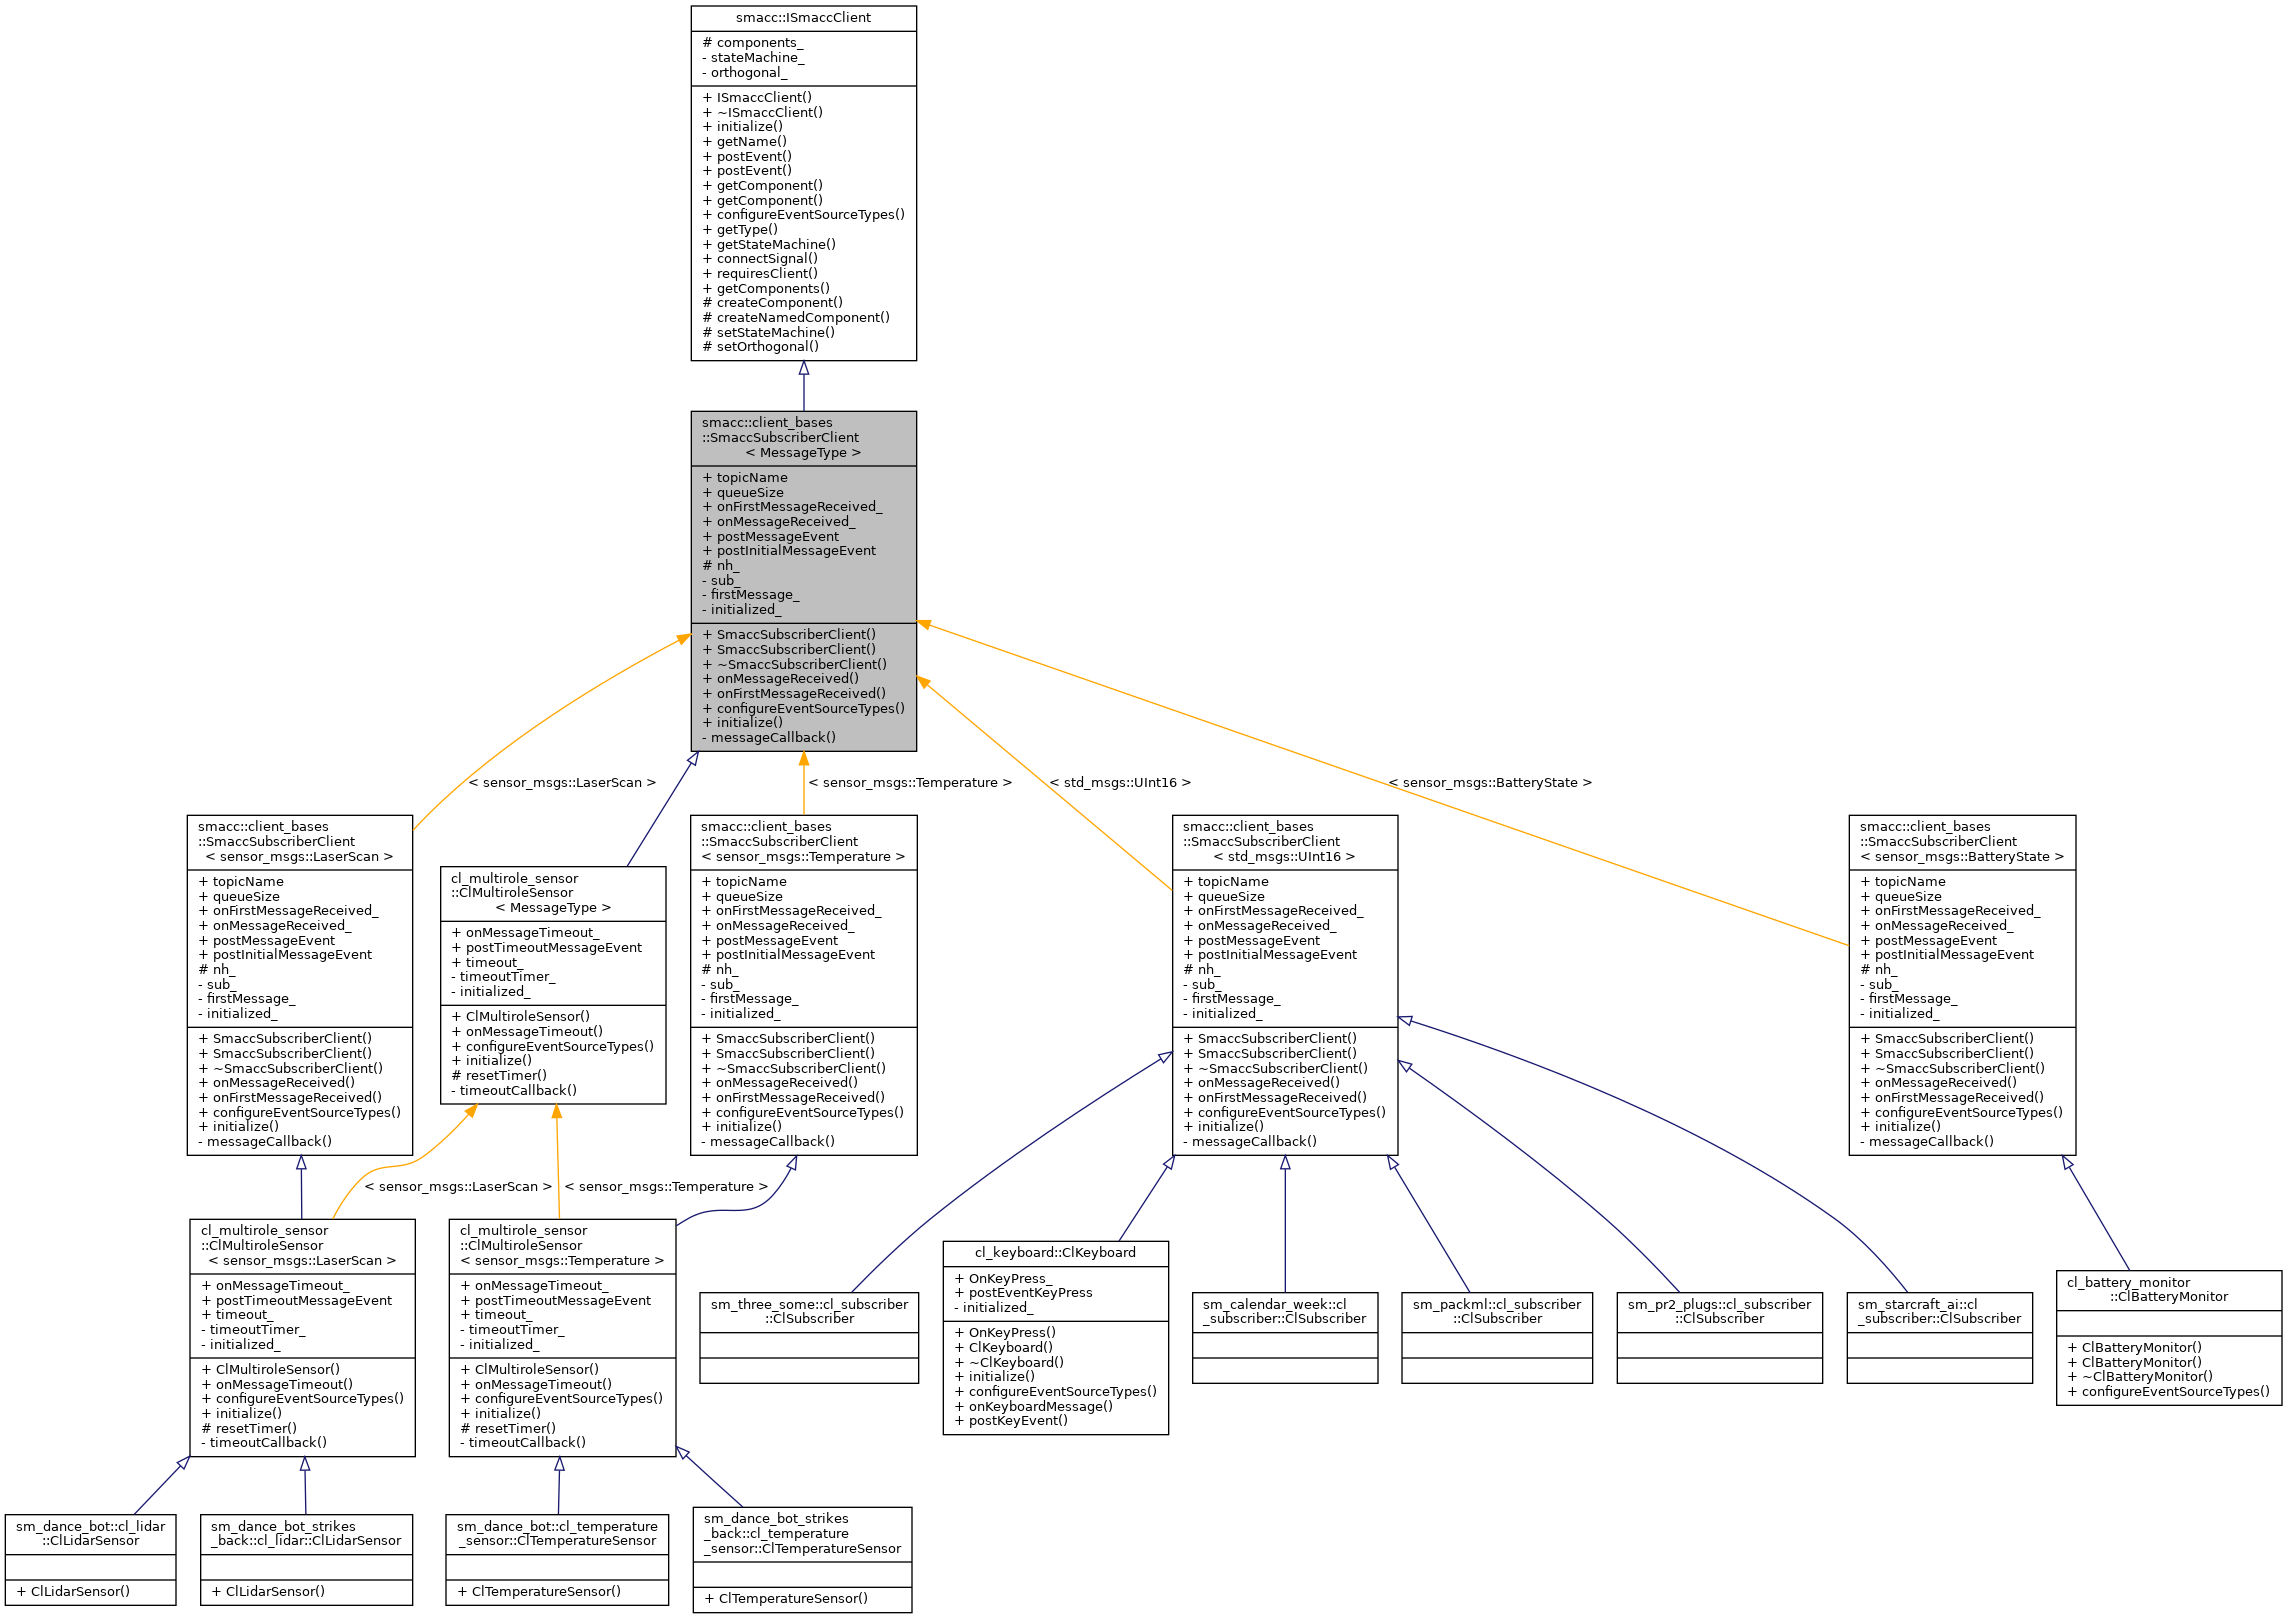 smacc::ISmaccClient
# components_
- stateMachine_
- orthogonal_
+ ISmaccClient()
+ ~ISmaccClient()
+ initialize()
+ getName()
+ postEvent()
+ postEvent()
+ getComponent()
+ getComponent()
+ configureEventSourceTypes()
+ getType()
+ getStateMachine()
+ connectSignal()
+ requiresClient()
+ getComponents()
# createComponent()
# createNamedComponent()
# setStateMachine()
# setOrthogonal()
smacc::client_bases
::SmaccSubscriberClient
< MessageType >
+ topicName
+ queueSize
+ onFirstMessageReceived_
+ onMessageReceived_
+ postMessageEvent
+ postInitialMessageEvent
# nh_
- sub_
- firstMessage_
- initialized_
+ SmaccSubscriberClient()
+ SmaccSubscriberClient()
+ ~SmaccSubscriberClient()
+ onMessageReceived()
+ onFirstMessageReceived()
+ configureEventSourceTypes()
+ initialize()
- messageCallback()
< sensor_msgs::LaserScan >
< sensor_msgs::Temperature >
< std_msgs::UInt16 >
< sensor_msgs::BatteryState >
smacc::client_bases
::SmaccSubscriberClient
< sensor_msgs::LaserScan >
+ topicName
+ queueSize
+ onFirstMessageReceived_
+ onMessageReceived_
+ postMessageEvent
+ postInitialMessageEvent
# nh_
- sub_
- firstMessage_
- initialized_
+ SmaccSubscriberClient()
+ SmaccSubscriberClient()
+ ~SmaccSubscriberClient()
+ onMessageReceived()
+ onFirstMessageReceived()
+ configureEventSourceTypes()
+ initialize()
- messageCallback()
cl_multirole_sensor
::ClMultiroleSensor
< MessageType >
+ onMessageTimeout_
+ postTimeoutMessageEvent
+ timeout_
- timeoutTimer_
- initialized_
+ ClMultiroleSensor()
+ onMessageTimeout()
+ configureEventSourceTypes()
+ initialize()
# resetTimer()
- timeoutCallback()
smacc::client_bases
::SmaccSubscriberClient
< sensor_msgs::Temperature >
+ topicName
+ queueSize
+ onFirstMessageReceived_
+ onMessageReceived_
+ postMessageEvent
+ postInitialMessageEvent
# nh_
- sub_
- firstMessage_
- initialized_
+ SmaccSubscriberClient()
+ SmaccSubscriberClient()
+ ~SmaccSubscriberClient()
+ onMessageReceived()
+ onFirstMessageReceived()
+ configureEventSourceTypes()
+ initialize()
- messageCallback()
smacc::client_bases
::SmaccSubscriberClient
< std_msgs::UInt16 >
+ topicName
+ queueSize
+ onFirstMessageReceived_
+ onMessageReceived_
+ postMessageEvent
+ postInitialMessageEvent
# nh_
- sub_
- firstMessage_
- initialized_
+ SmaccSubscriberClient()
+ SmaccSubscriberClient()
+ ~SmaccSubscriberClient()
+ onMessageReceived()
+ onFirstMessageReceived()
+ configureEventSourceTypes()
+ initialize()
- messageCallback()
smacc::client_bases
::SmaccSubscriberClient
< sensor_msgs::BatteryState >
+ topicName
+ queueSize
+ onFirstMessageReceived_
+ onMessageReceived_
+ postMessageEvent
+ postInitialMessageEvent
# nh_
- sub_
- firstMessage_
- initialized_
+ SmaccSubscriberClient()
+ SmaccSubscriberClient()
+ ~SmaccSubscriberClient()
+ onMessageReceived()
+ onFirstMessageReceived()
+ configureEventSourceTypes()
+ initialize()
- messageCallback()
< sensor_msgs::LaserScan >
< sensor_msgs::Temperature >
cl_multirole_sensor
::ClMultiroleSensor
< sensor_msgs::LaserScan >
+ onMessageTimeout_
+ postTimeoutMessageEvent
+ timeout_
- timeoutTimer_
- initialized_
+ ClMultiroleSensor()
+ onMessageTimeout()
+ configureEventSourceTypes()
+ initialize()
# resetTimer()
- timeoutCallback()
cl_multirole_sensor
::ClMultiroleSensor
< sensor_msgs::Temperature >
+ onMessageTimeout_
+ postTimeoutMessageEvent
+ timeout_
- timeoutTimer_
- initialized_
+ ClMultiroleSensor()
+ onMessageTimeout()
+ configureEventSourceTypes()
+ initialize()
# resetTimer()
- timeoutCallback()
sm_three_some::cl_subscriber
::ClSubscriber
cl_keyboard::ClKeyboard
+ OnKeyPress_
+ postEventKeyPress
- initialized_
+ OnKeyPress()
+ ClKeyboard()
+ ~ClKeyboard()
+ initialize()
+ configureEventSourceTypes()
+ onKeyboardMessage()
+ postKeyEvent()
sm_calendar_week::cl
_subscriber::ClSubscriber
sm_packml::cl_subscriber
::ClSubscriber
sm_pr2_plugs::cl_subscriber
::ClSubscriber
sm_starcraft_ai::cl
_subscriber::ClSubscriber
cl_battery_monitor
::ClBatteryMonitor
+ ClBatteryMonitor()
+ ClBatteryMonitor()
+ ~ClBatteryMonitor()
+ configureEventSourceTypes()
sm_dance_bot::cl_lidar
::ClLidarSensor
+ ClLidarSensor()
sm_dance_bot_strikes
_back::cl_lidar::ClLidarSensor
+ ClLidarSensor()
sm_dance_bot::cl_temperature
_sensor::ClTemperatureSensor
+ ClTemperatureSensor()
sm_dance_bot_strikes
_back::cl_temperature
_sensor::ClTemperatureSensor
+ ClTemperatureSensor()